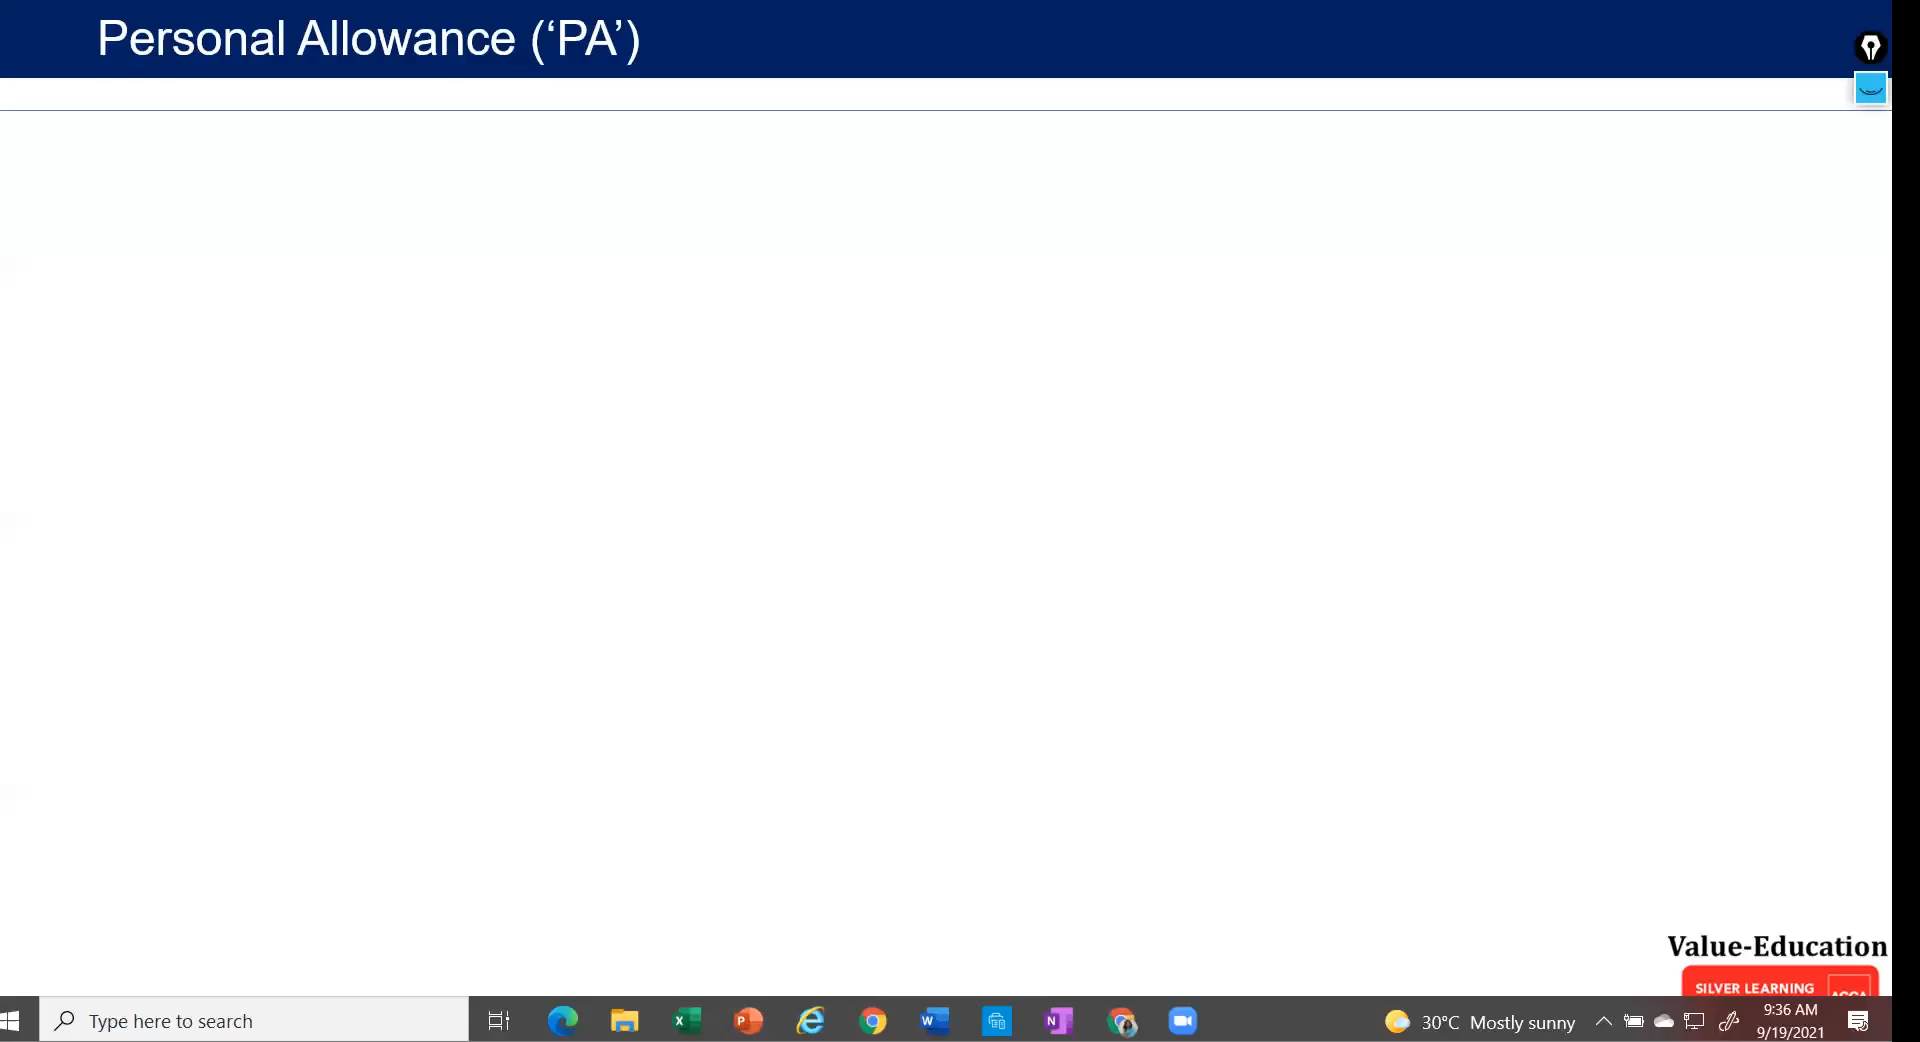 Personal Allowance (‘PA’)
Value-Education
SILVER LEARNING
ACCA
Type here to search
30°C Mostly sunny
9:36 AM
9/19/2021